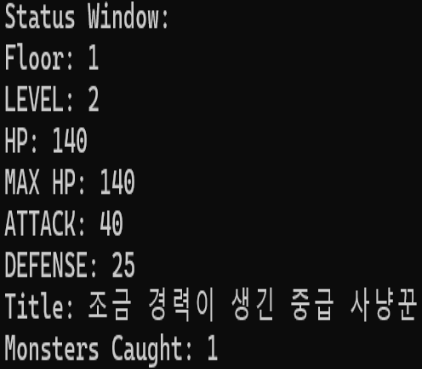 Status Window:
Floor: 1
LEVEL: 2
HP: 140
MAX HP: 140
ATTACK: 40
DEFENSE: 25
Title: 조금 경력이 생긴 중급 사냥꾼
Monsters Caught: 1